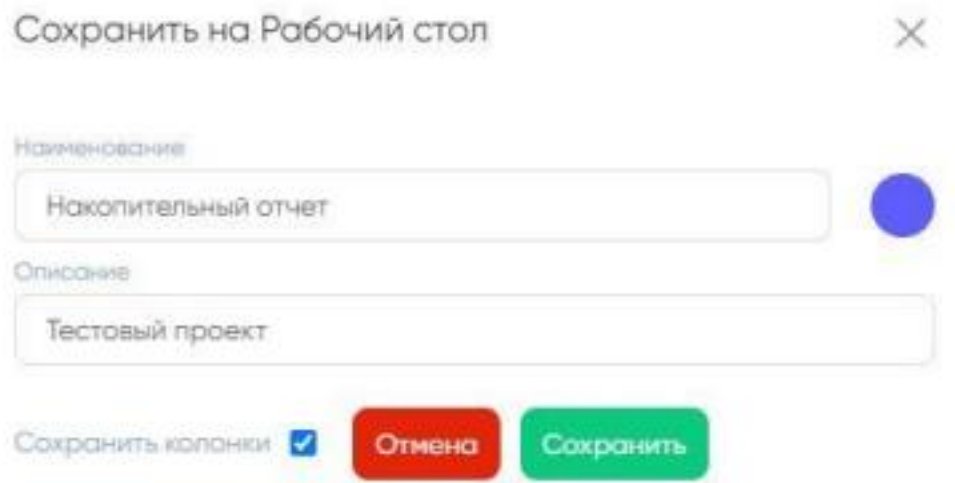 Сохранить на Рабочий стол
Наименование
Накопительный отчет
Описание
Тестовый проект
Сохранить колонки Отмена Сохранить